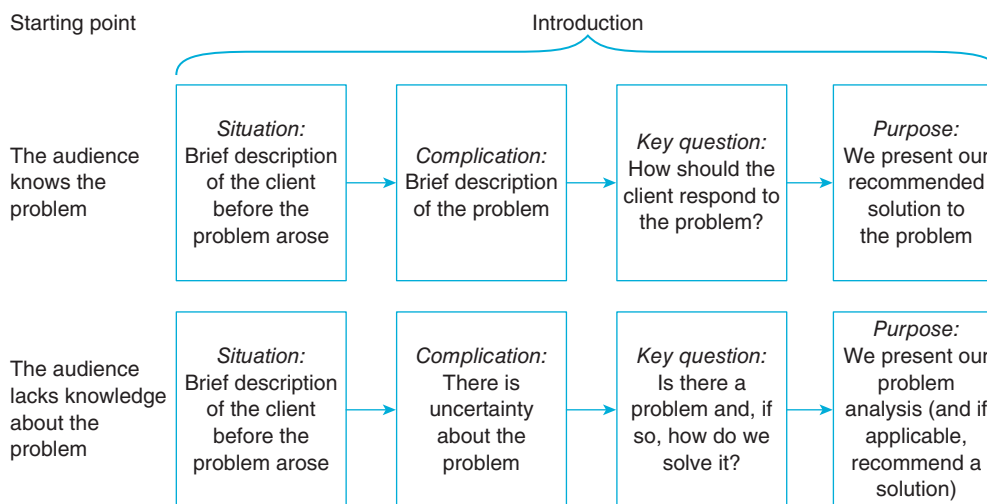 Starting point
Introduction
The audience
knows the
problem
Situation:
Brief description
of the client
before the
problem arose
Complication:
Brief description
of the problem
Key question:
How should the
client respond to
the problem?
Purpose:
We present our
recommended
solution to
the problem
The audience
lacks knowledge
about the
problem
Situation:
Brief description
of the client
before the
problem arose
Complication:
There is
uncertainty
about the
problem
Key question:
Is there a
problem and, if
so, how do we
solve it?
Purpose:
We present our
problem
analysis (and if
applicable,
recommend a
solution)